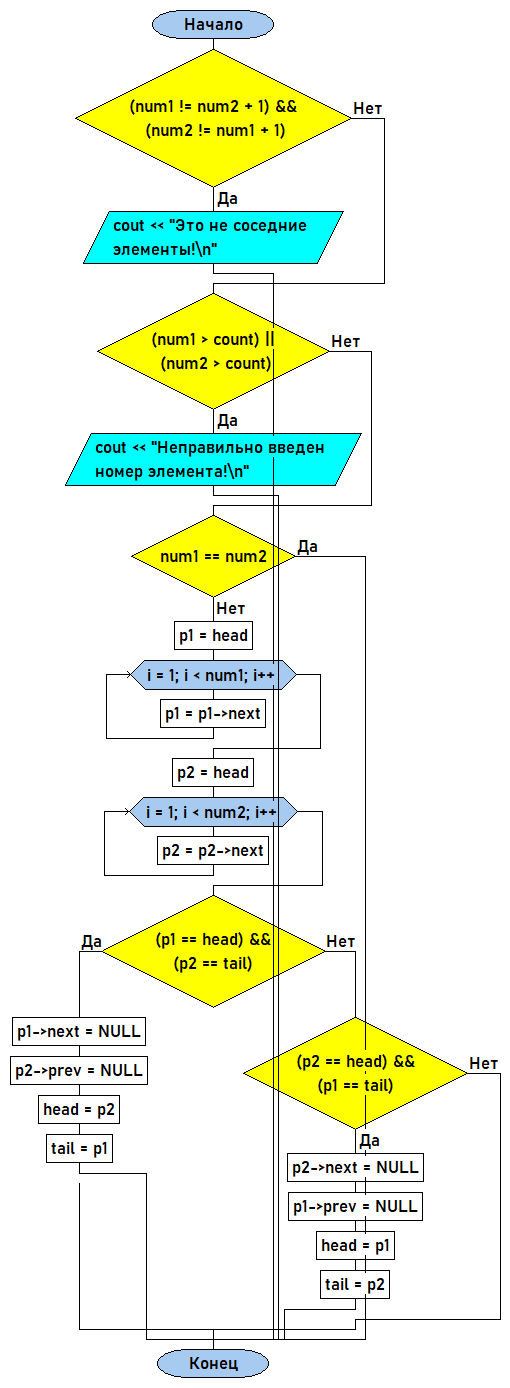 Начало
(num1 != num2 + 1) &&
(num2 != num1 + 1)
Нет
Да
cout << "Это не соседние
элементы!\n"
(num1 > count) ||
(num2 > count)
Нет
Да
cout << "Неправильно введен
номер элемента!\n"
num1 == num2
Да
Нет
p1 = head
i = 1; i < num1; i++
p1 = p1->next
p2 = head
i = 1; i < num2; i++
p2 = p2->next
(p1 == head) &&
(p2 == tail)
Да
Нет
p1->next = NULL
p2->prev = NULL
head = p2
tail = p1
(p2 == head) &&
(p1 == tail)
Нет
Да
p2->next = NULL
p1->prev = NULL
head = p1
tail = p2
Конец